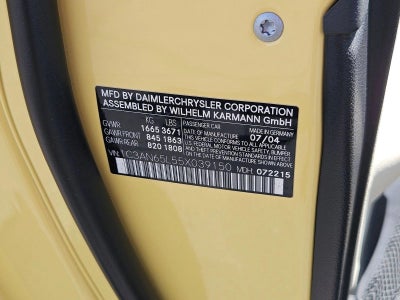 MFD BY DAIMLERCHRYSLER CORPORATION
ASSEMBLED BY WILHELM KARMANN GmbH
KG LBS PASSENGER CAR MADE IN GERMANY
GVWR 1665 3671 DATE OF MANUFACTURE 07/04
GAWR FRONT 845 1863 THIS VEHICLE CONFORMS TO ALL APPLICABLE
GAWR REAR 820 1808 U.S. FEDERAL MOTOR VEHICLE SAFETY, BUMPER AND
THEFT PREVENTION STANDARDS IN EFFECT ON THE
DATE OF MANUFACTURE SHOWN ABOVE
VIN: 1C3AN65L55X039150 MDH: 072215